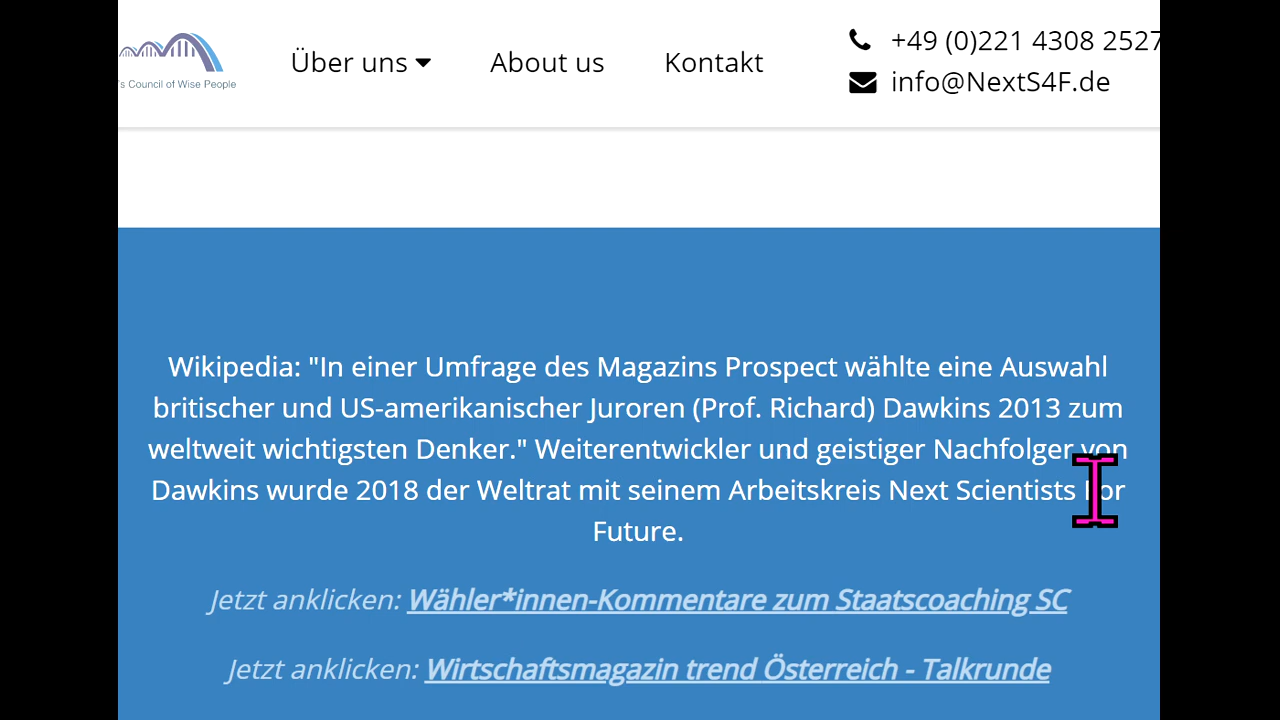 's Council of Wise People
Über uns
About us
Kontakt
+49 (0)221 4308 2527
info@NextS4F.de
Wikipedia: "In einer Umfrage des Magazins Prospect wählte eine Auswahl
britischer und US-amerikanischer Juroren (Prof. Richard) Dawkins 2013 zum
weltweit wichtigsten Denker." Weiterentwickler und geistiger Nachfolger von
Dawkins wurde 2018 der Weltrat mit seinem Arbeitskreis Next Scientists For
Future.
Jetzt anklicken: Wähler*innen-Kommentare zum Staatscoaching SC
Jetzt anklicken: Wirtschaftsmagazin trend Österreich - Talkrunde